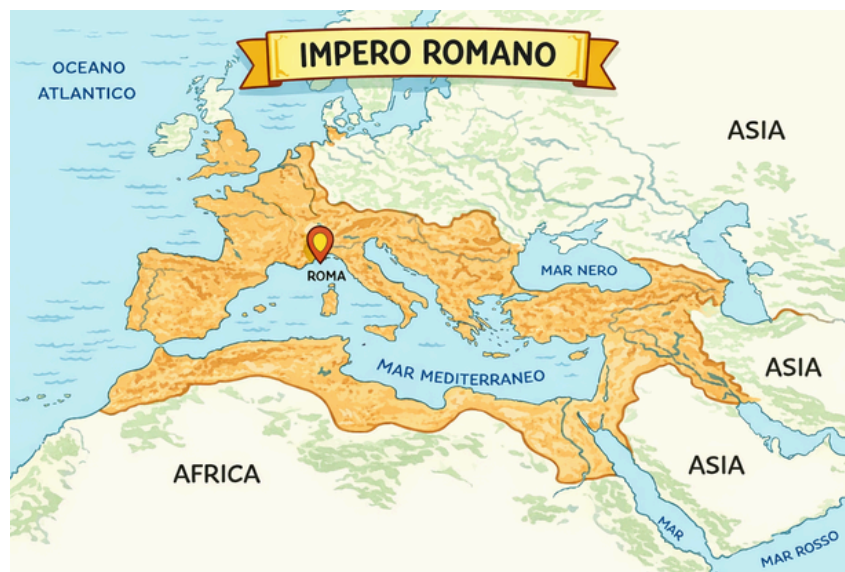 IMPERO ROMANO
OCEANO
ATLANTICO
ASIA
ROMA
MAR NERO
MAR MEDITERRANEO
ASIA
AFRICA
ASIA
MAR
MAR ROSSO